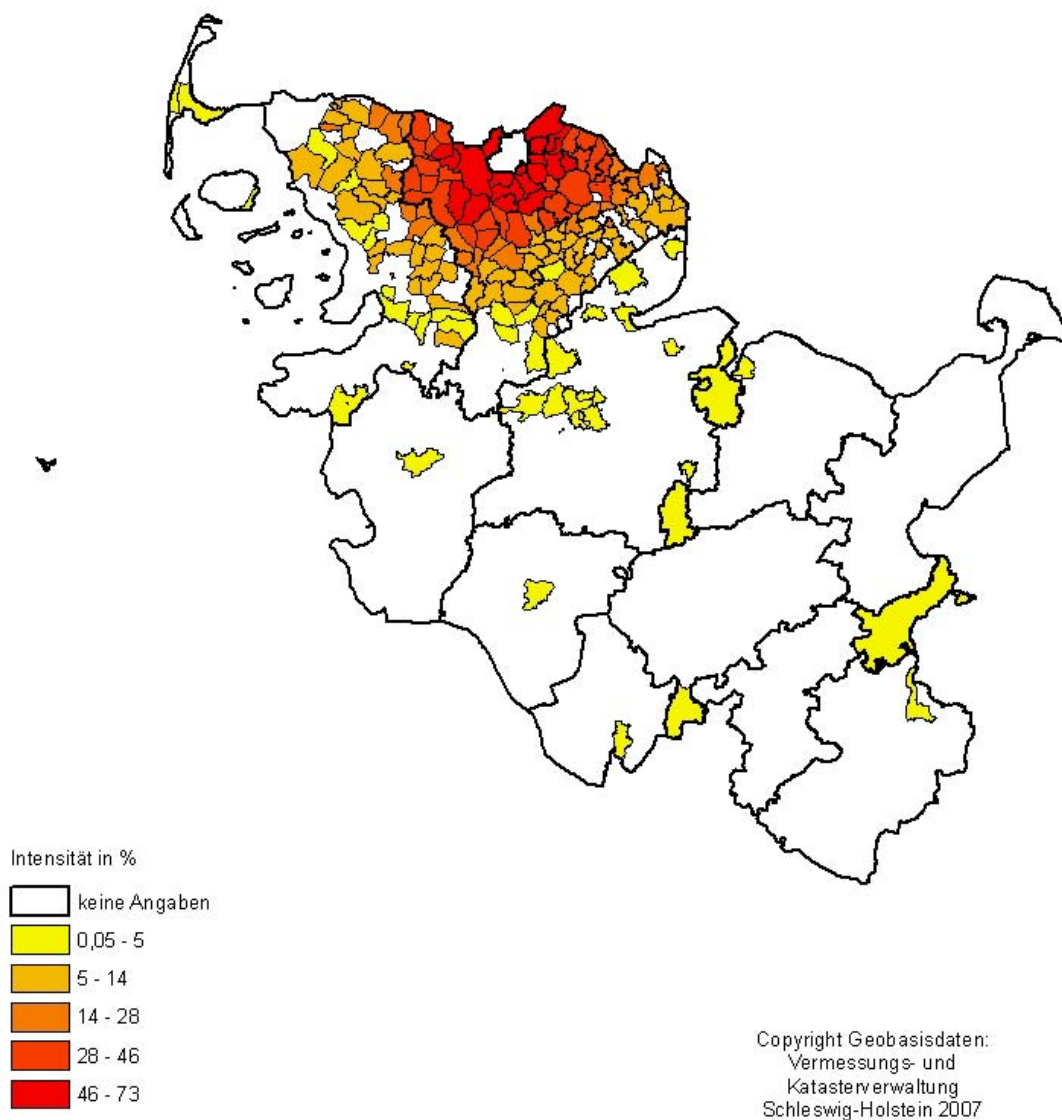 Intensität in %
keine Angaben
0,05 - 5
5 - 14
14 - 28
28 - 46
46 - 73
Copyright Geobasisdaten:
Vermessungs- und
Katasterverwaltung
Schleswig-Holstein 2007